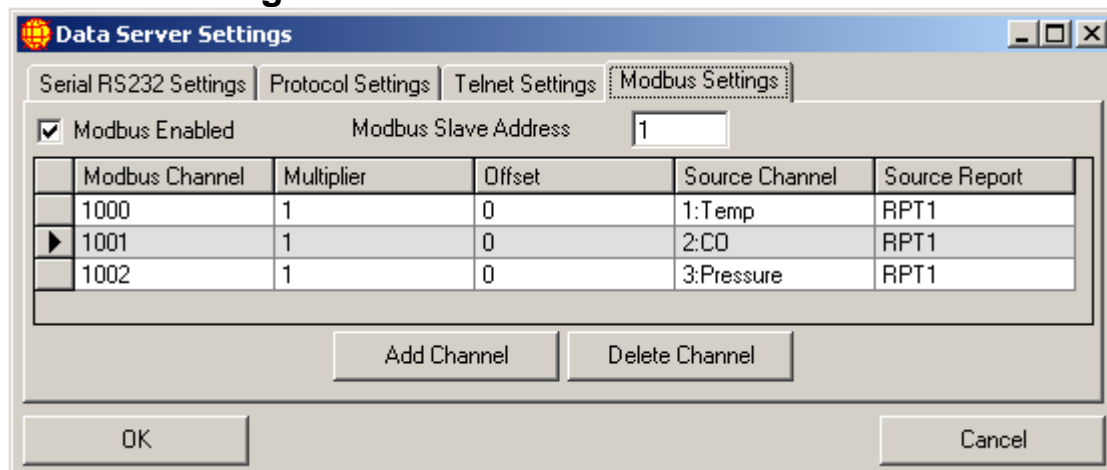 Data Server Settings
Serial RS232 Settings Protocol Settings Telnet Settings Modbus Settings
Modbus Enabled Modbus Slave Address 1
Modbus Channel Multiplier Offset Source Channel Source Report
1000 1 0 1:Temp RPT1
1001 1 0 2:CO RPT1
1002 1 0 3:Pressure RPT1
Add Channel Delete Channel
OK Cancel